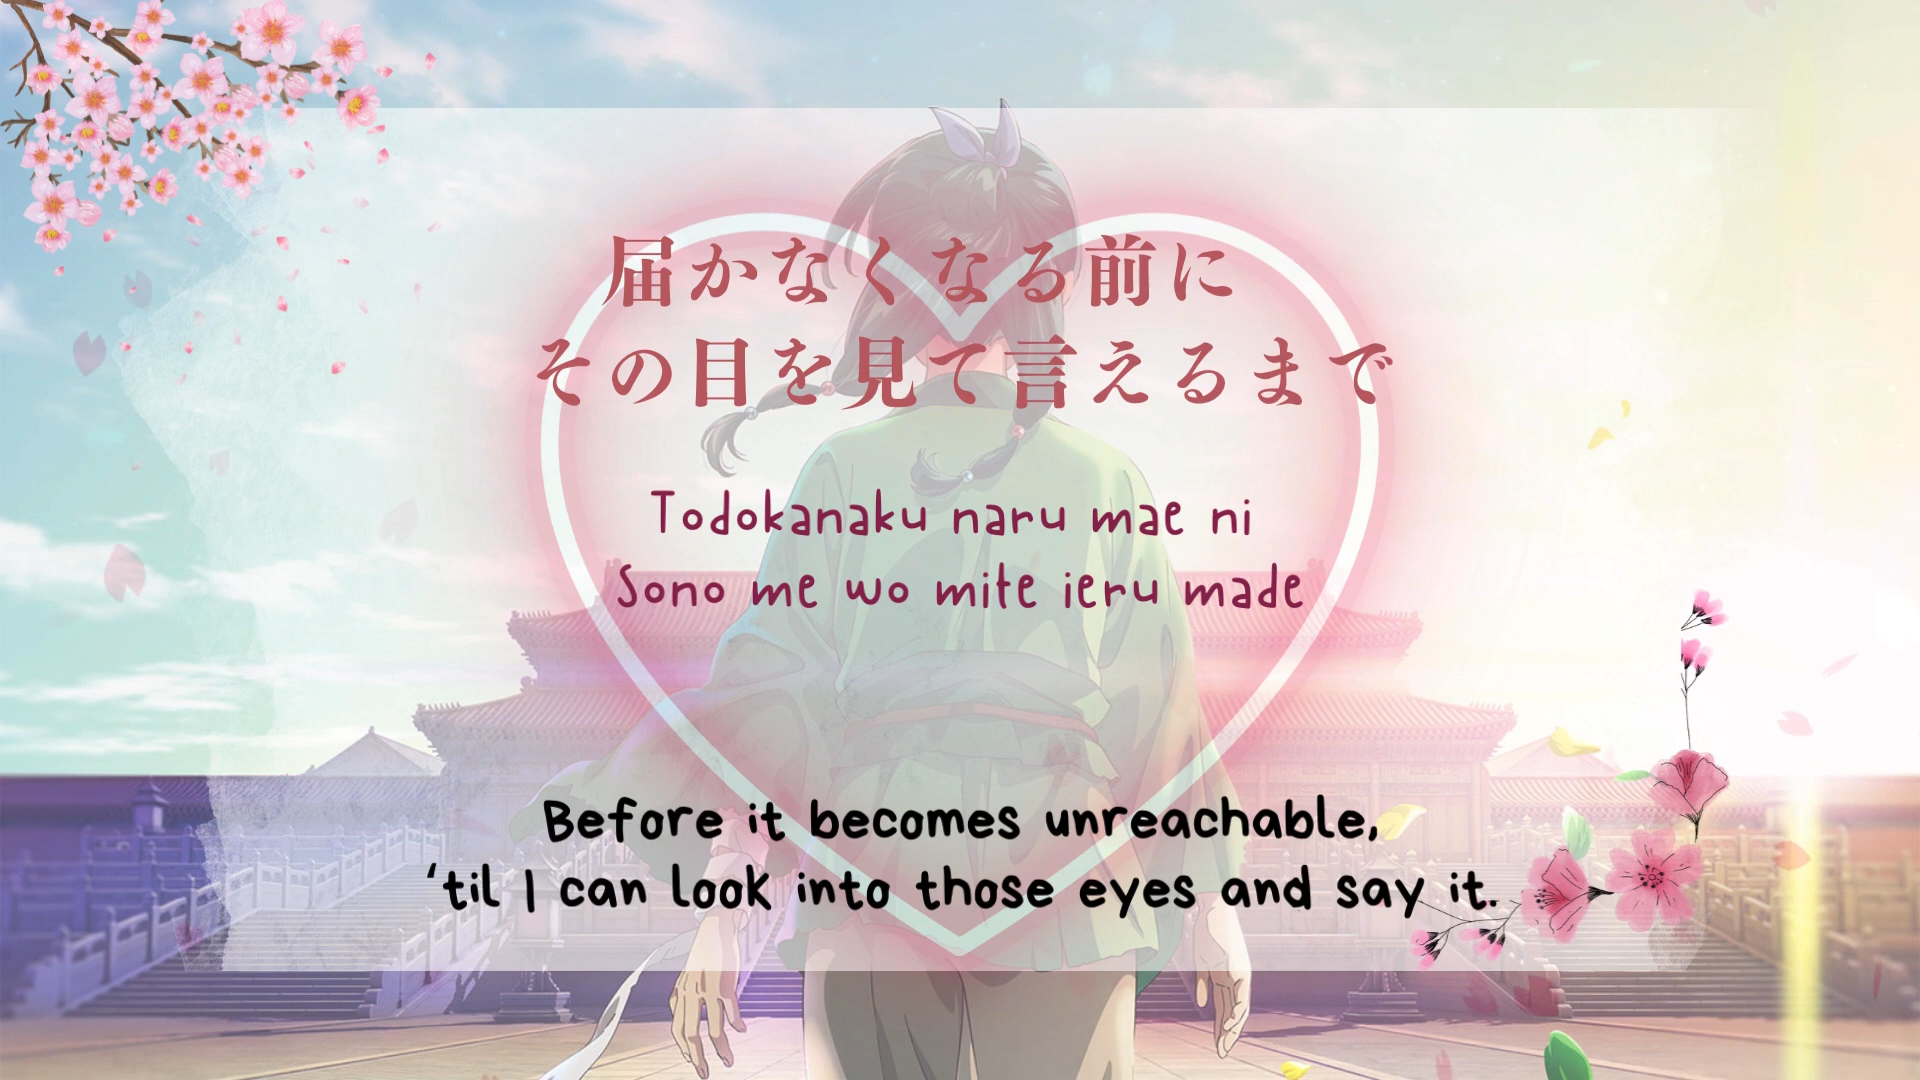 届かなくなる前に
その目を見て言えるまで
Todokanaku naru mae ni
Sono me wo mite ieru made
Before it becomes unreachable,
‘til I can look into those eyes and say it.